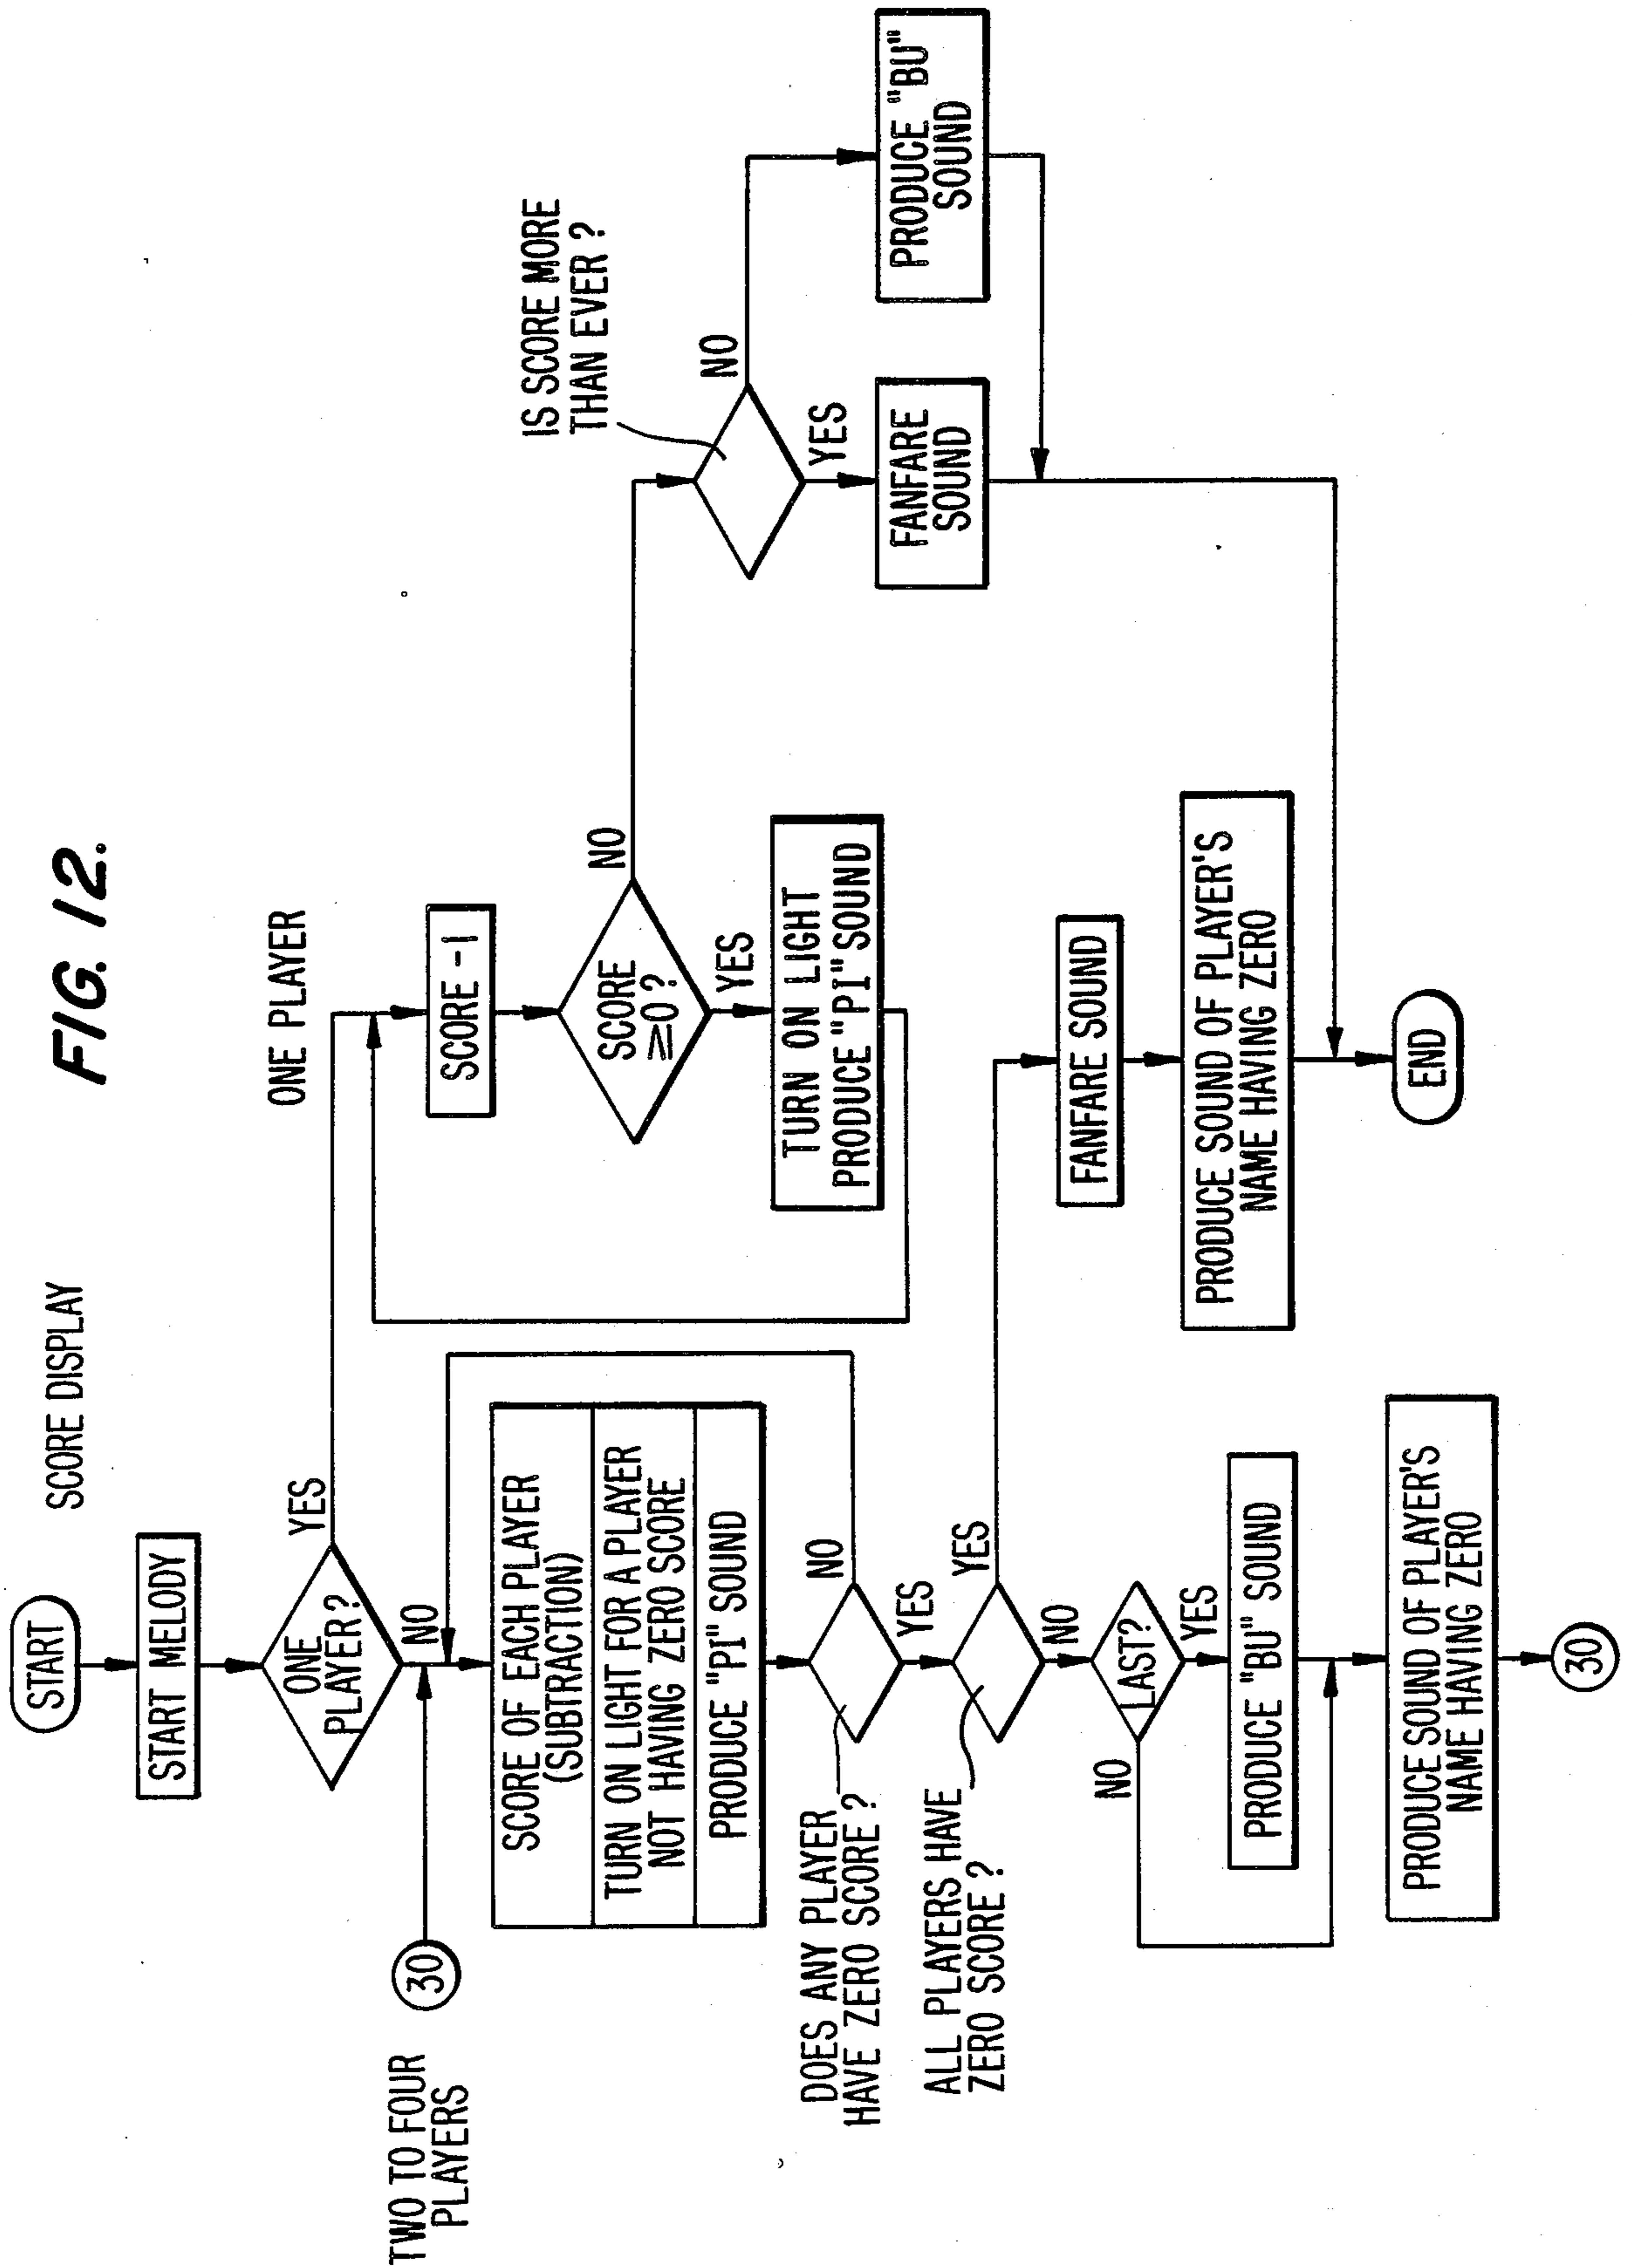 FIG. 12.
SCORE DISPLAY
START
START MELODY
ONE
PLAYER?
YES
NO
ONE PLAYER
TWO TO FOUR
PLAYERS
30
SCORE OF EACH PLAYER
(SUBTRACTION)
TURN ON LIGHT FOR A PLAYER
NOT HAVING ZERO SCORE
PRODUCE "PI" SOUND
DOES ANY PLAYER
HAVE ZERO SCORE ?
NO
YES
ALL PLAYERS HAVE
ZERO SCORE ?
YES
NO
LAST?
NO
YES
PRODUCE "BU" SOUND
PRODUCE SOUND OF PLAYER'S
NAME HAVING ZERO
30
SCORE -1
SCORE
≥0 ?
NO
YES
TURN ON LIGHT
PRODUCE "PI" SOUND
FANFARE SOUND
PRODUCE SOUND OF PLAYER'S
NAME HAVING ZERO
END
IS SCORE MORE
THAN EVER ?
NO
YES
FANFARE
SOUND
PRODUCE "BU"
SOUND